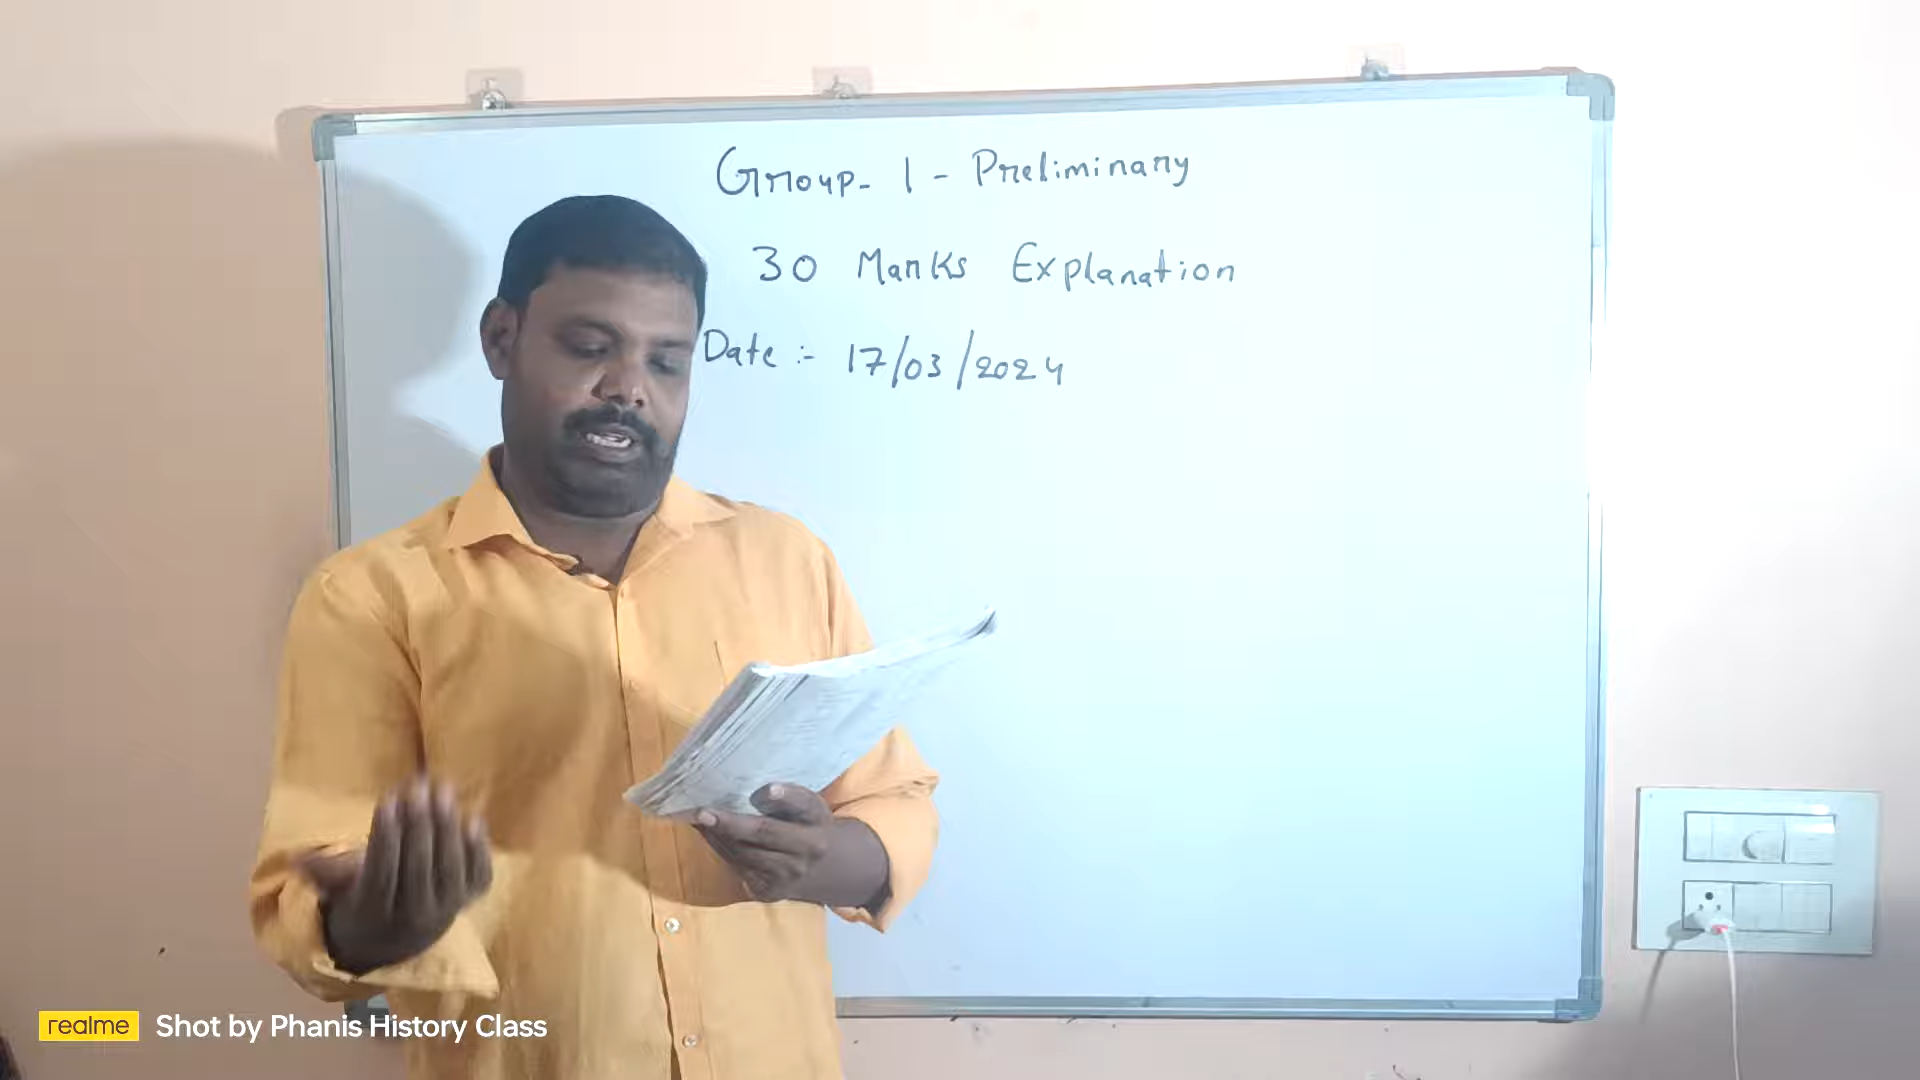 Group- 1 - Preliminary
30 Marks Explanation
Date :- 17/03/2024
realme Shot by Phanis History Class